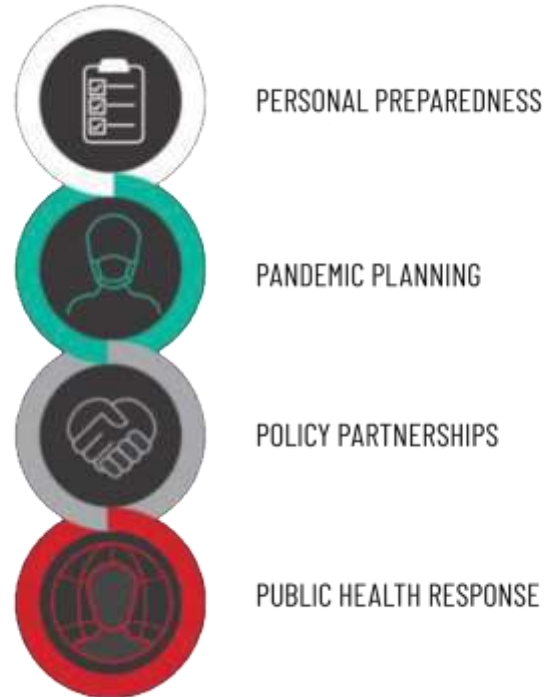 PERSONAL PREPAREDNESS
PANDEMIC PLANNING
POLICY PARTNERSHIPS
PUBLIC HEALTH RESPONSE